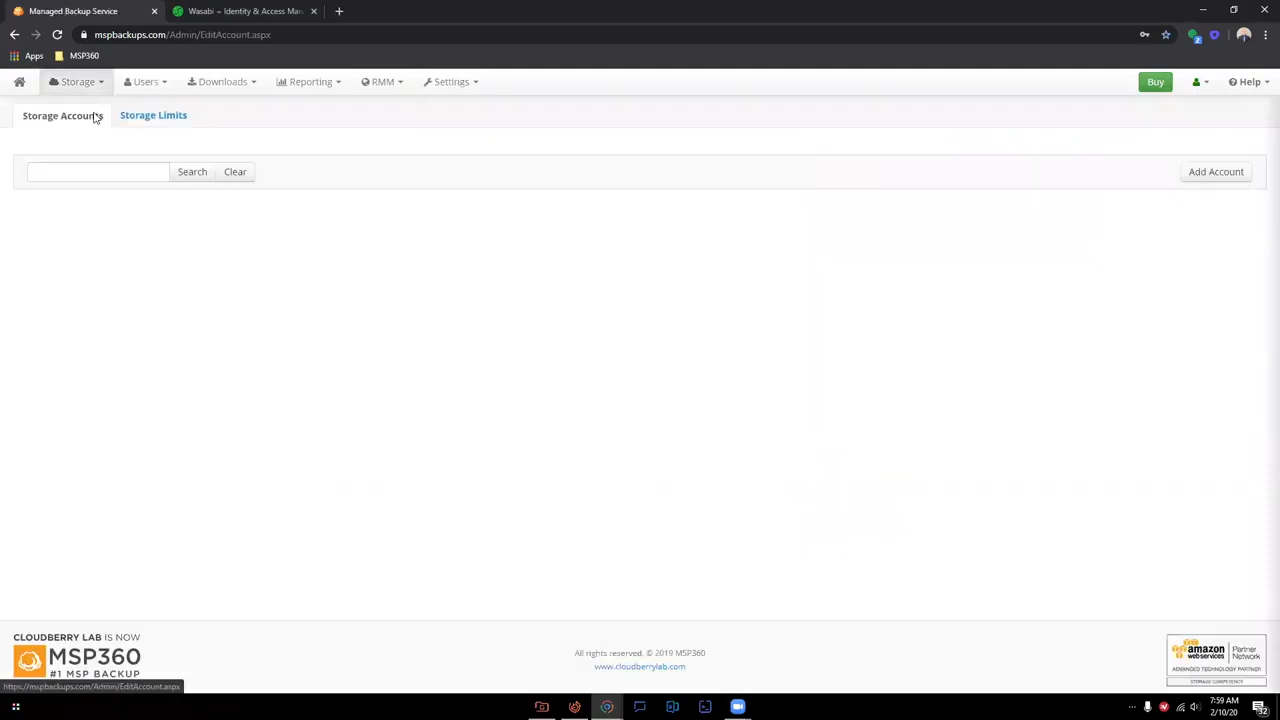 Managed Backup Service
Wasabi – Identity & Access Man
mspbackups.com/Admin/EditAccount.aspx
Apps
MSP360
Storage
Users
Downloads
Reporting
RMM
Settings
Buy
Help
Storage Accounts
Storage Limits
Search
Clear
Add Account
CLOUDBERRY LAB IS NOW
MSP360
#1 MSP BACKUP
All rights reserved. © 2019 MSP360
www.cloudberrylab.com
amazon
webservices
Partner
Network
ADVANCED TECHNOLOGY PARTNER
STORAGE COMPETENCY
https://mspbackups.com/Admin/EditAccount.aspx
7:59 AM
2/10/20